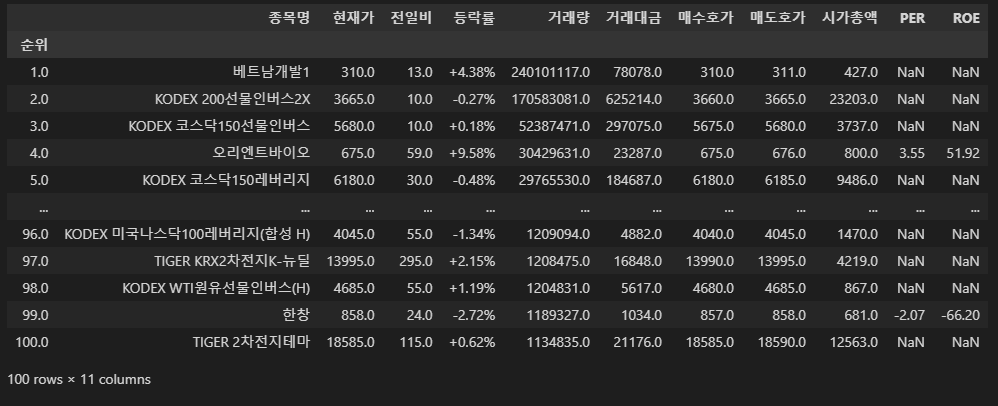 종목명 현재가 전일비 등락률 거래량 거래대금 매수호가 매도호가 시가총액 PER ROE
순위
1.0 베트남개발1 310.0 13.0 +4.38% 240101117.0 78078.0 310.0 311.0 427.0 NaN NaN
2.0 KODEX 200선물인버스2X 3665.0 10.0 -0.27% 170583081.0 625214.0 3660.0 3665.0 23203.0 NaN NaN
3.0 KODEX 코스닥150선물인버스 5680.0 10.0 +0.18% 52387471.0 297075.0 5675.0 5680.0 3737.0 NaN NaN
4.0 오리엔트바이오 675.0 59.0 +9.58% 30429631.0 23287.0 675.0 676.0 800.0 3.55 51.92
5.0 KODEX 코스닥150레버리지 6180.0 30.0 -0.48% 29765530.0 184687.0 6180.0 6185.0 9486.0 NaN NaN
... ... ... ... ... ... ... ... ... ... ... ...
96.0 KODEX 미국나스닥100레버리지(합성 H) 4045.0 55.0 -1.34% 1209094.0 4882.0 4040.0 4045.0 1470.0 NaN NaN
97.0 TIGER KRX2차전지K-뉴딜 13995.0 295.0 +2.15% 1208475.0 16848.0 13990.0 13995.0 4219.0 NaN NaN
98.0 KODEX WTI원유선물인버스(H) 4685.0 55.0 +1.19% 1204831.0 5617.0 4680.0 4685.0 867.0 NaN NaN
99.0 한창 858.0 24.0 -2.72% 1189327.0 1034.0 857.0 858.0 681.0 -2.07 -66.20
100.0 TIGER 2차전지테마 18585.0 115.0 +0.62% 1134835.0 21176.0 18585.0 18590.0 12563.0 NaN NaN
100 rows × 11 columns